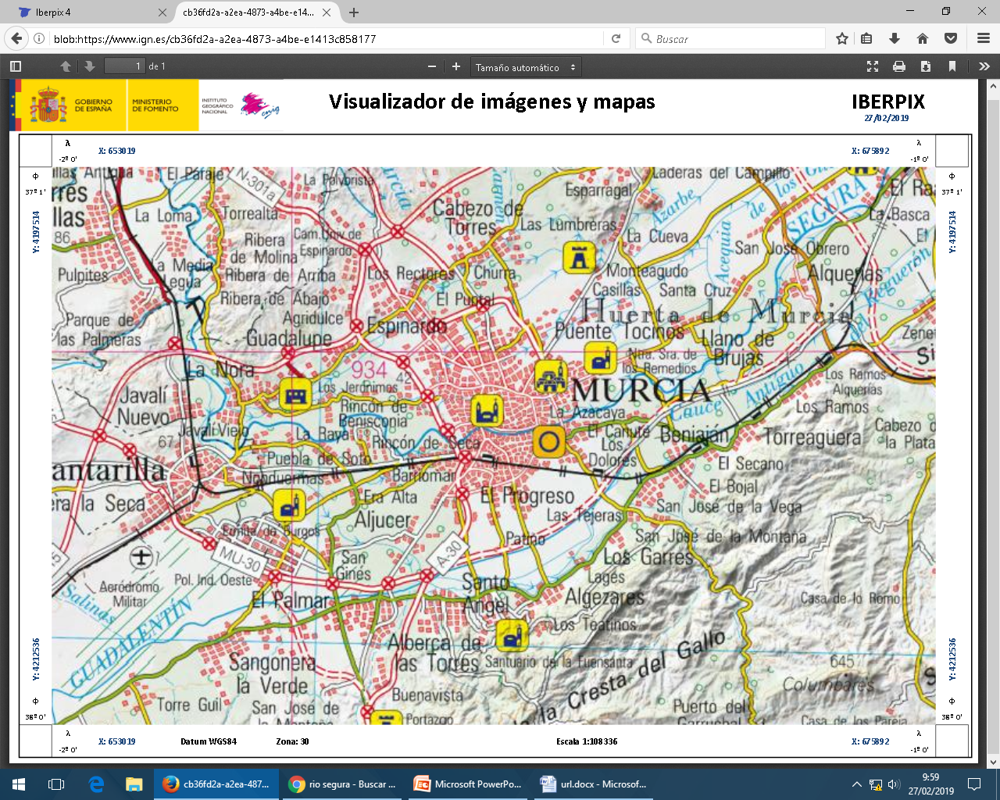 Iberpix 4
cb36fd2a-a2ea-4873-a4be-e14...
blob:https://www.ign.es/cb36fd2a-a2ea-4873-a4be-e1413c858177
Buscar
1 de 1
Tamaño automático
GOBIERNO DE ESPAÑA
MINISTERIO DE FOMENTO
INSTITUTO GEOGRÁFICO NACIONAL
cnig
Visualizador de imágenes y mapas
IBERPIX
27/02/2019
λ
-2º 0'
X: 653019
X: 675892
λ
-1º 0'
φ
37º 1'
Y: 4197514
φ
37º 1'
Y: 4197514
El Paraje
N-301a
La Polvorista
Esparragal
Laderas del Campillo
Azarbe
de
los
SEGURA
La Basca
La Loma
Torrealta
Cabezo de Torres
Las Lumbreras
La Cueva
Acequia
86
Ribera de Molina
Cam.Univ.de Espinardo
San José Obrero
Reguerón
Pulpites
La Media Legua
Ribera de Arriba
Los Rectores
Churra
Monteagudo
Alquerías
Ribera de Abajo
El Puntal
Casillas
Santa Cruz
Agridulce
Huerta de Murcia
Parque de las Palmeras
Guadalupe
Espinardo
Puente Tocinos
Llano de Brujas
La Nora
934
42
Ntra. Sra. de los Remedios
Javalí Nuevo
Los Jerónimos
MURCIA
Cauce Antiguo
Los Ramos Alquerías
Los Ramos
Rincón de Beniscornia
La Azacaya
Javalí Viejo
La Raya
El Canute
Beniaján
Torreagüera
Cabezo d
la Plata
67
Puebla de Soto
Rincón de Seca
Los Dolores
antarilla
Nonduermas
Barriomar
El Secano
era la Seca
Era Alta
El Progreso
El Bojal
Aljucer
Las Tejeras
San José de la Vega
Ermita de Burgos
Patiño
San José de la Montaña
MU-30
A-30
Los Garres
San Ginés
Pol. Ind. Oeste
Aeródromo Militar
Santo Ángel
Lages
Algezares
Casa de lo Romo
Salinas
El Palmar
GUADALENTÍN
Los Teatinos
Alberca de las Torres
Santuario de la Fuensanta
la Cresta del Gallo
645
Columbares
Sangonera la Verde
Torre Guil
Buenavista
San José de
Portazgo
Puerto del
Garruchal
Casa de los Pareja
Y: 4212536
φ
38º 0'
Y: 4212536
φ
38º 0'
λ
-2º 0'
X: 653019
Datum WGS84
Zona: 30
Escala 1:108336
X: 675892
λ
-1º 0'
cb36fd2a-a2ea-487...
rio segura - Buscar ...
Microsoft PowerPo...
url.docx - Microsof...
9:59
27/02/2019